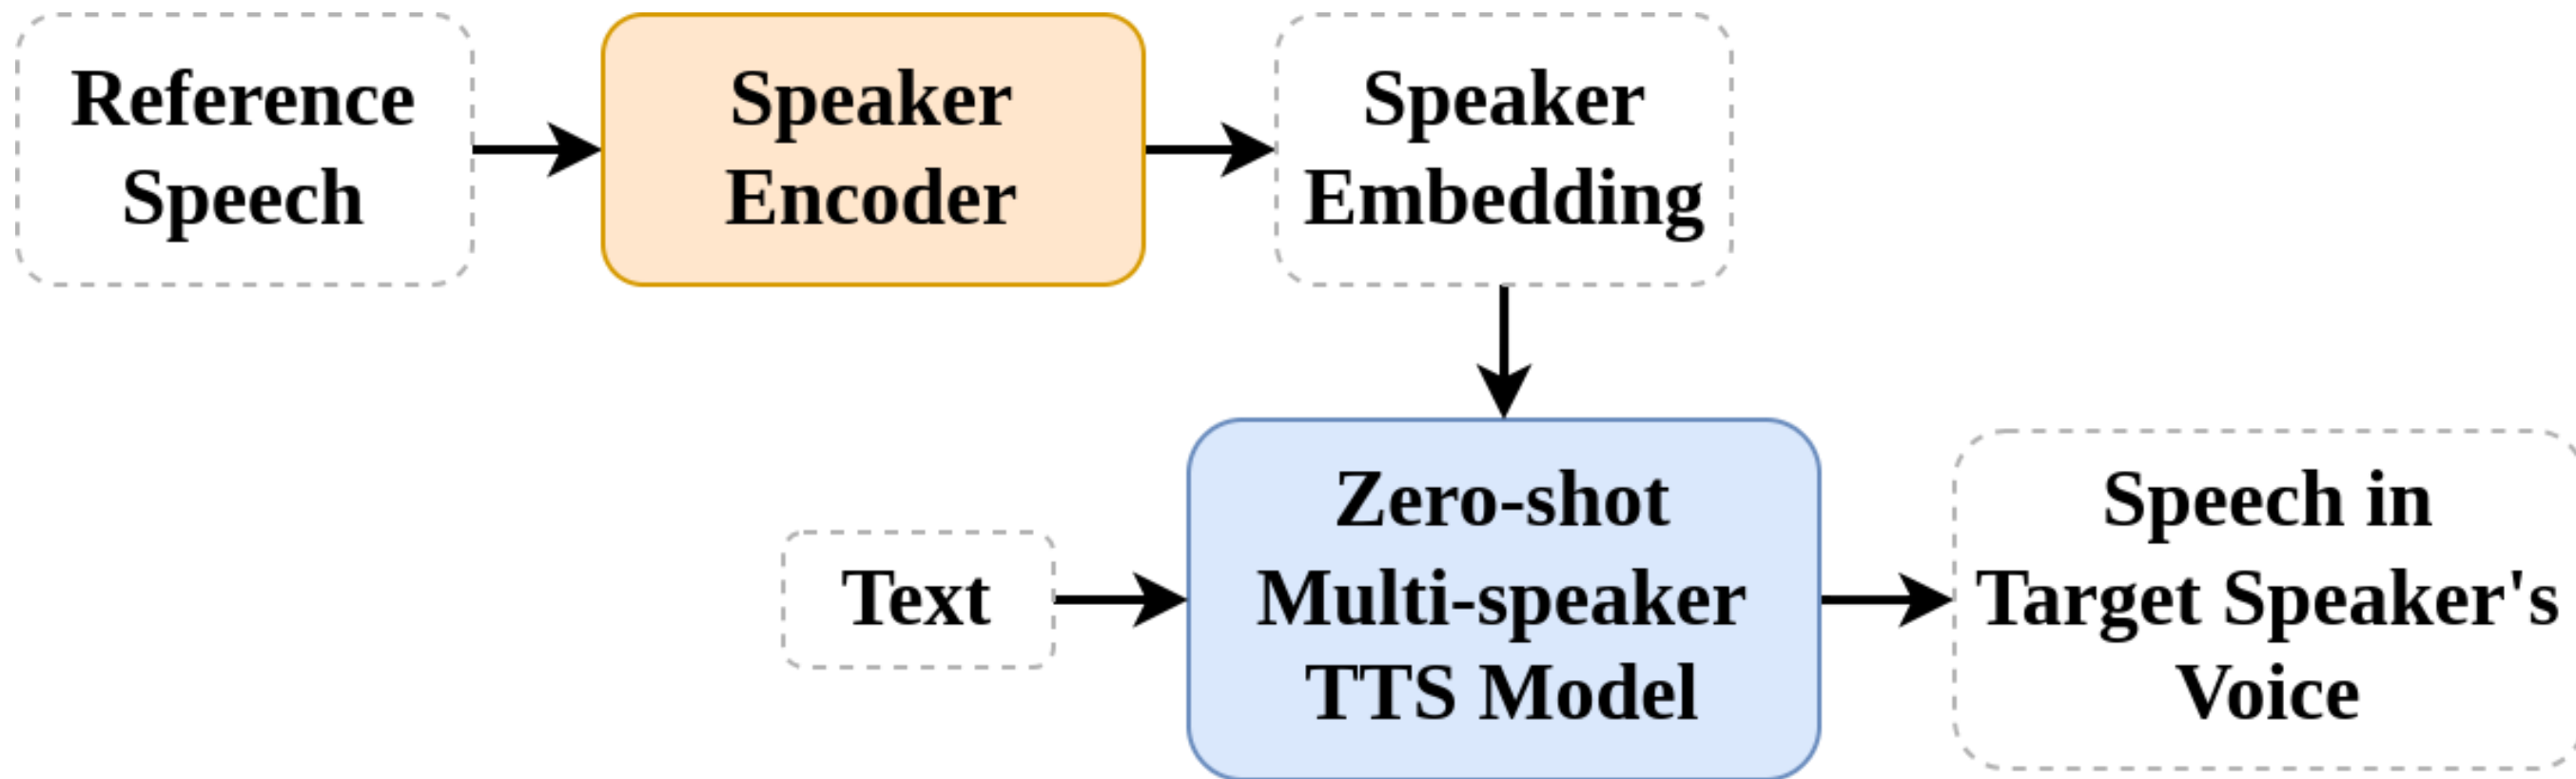 Reference
Speech
Speaker
Encoder
Speaker
Embedding
Text
Zero-shot
Multi-speaker
TTS Model
Speech in
Target Speaker's
Voice